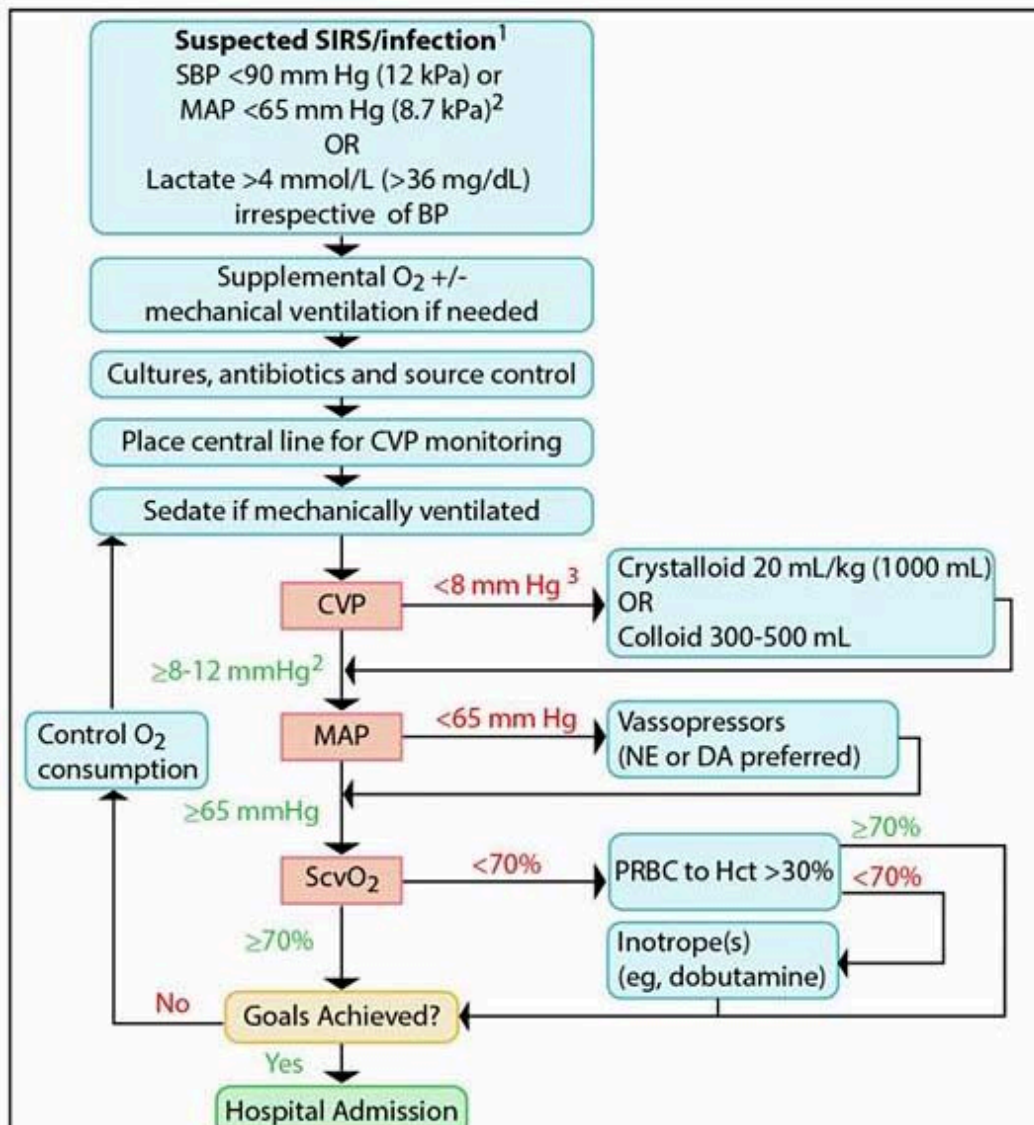 Suspected SIRS/infection¹
SBP <90 mm Hg (12 kPa) or
MAP <65 mm Hg (8.7 kPa)²
OR
Lactate >4 mmol/L (>36 mg/dL)
irrespective of BP
Supplemental O₂ +/-
mechanical ventilation if needed
Cultures, antibiotics and source control
Place central line for CVP monitoring
Sedate if mechanically ventilated
CVP
<8 mm Hg ³
Crystalloid 20 mL/kg (1000 mL)
OR
Colloid 300-500 mL
≥8-12 mmHg²
MAP
<65 mm Hg
Vassopressors
(NE or DA preferred)
Control O₂
consumption
≥65 mmHg
ScvO₂
<70%
PRBC to Hct >30%
≥70%
<70%
≥70%
Inotrope(s)
(eg, dobutamine)
No
Goals Achieved?
Yes
Hospital Admission